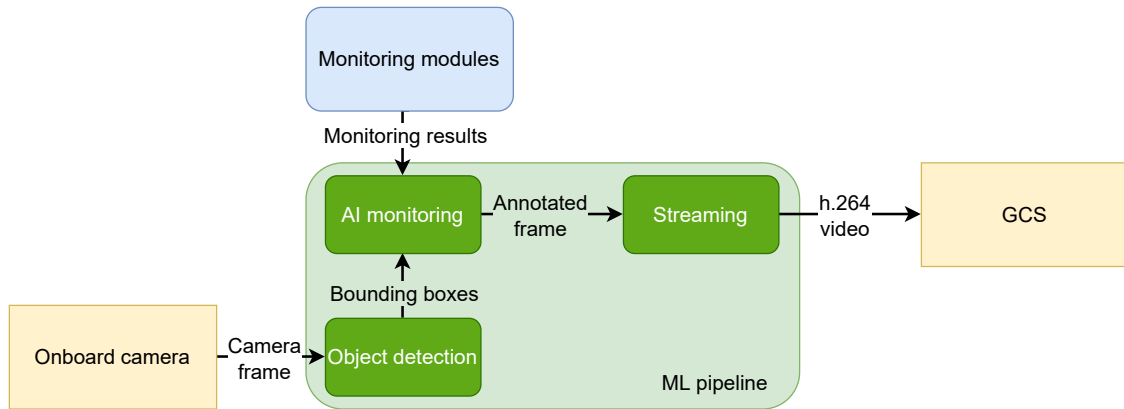 Monitoring modules
Monitoring results
AI monitoring
Annotated
frame
Streaming
h.264
video
GCS
Bounding boxes
Onboard camera
Camera
frame
Object detection
ML pipeline